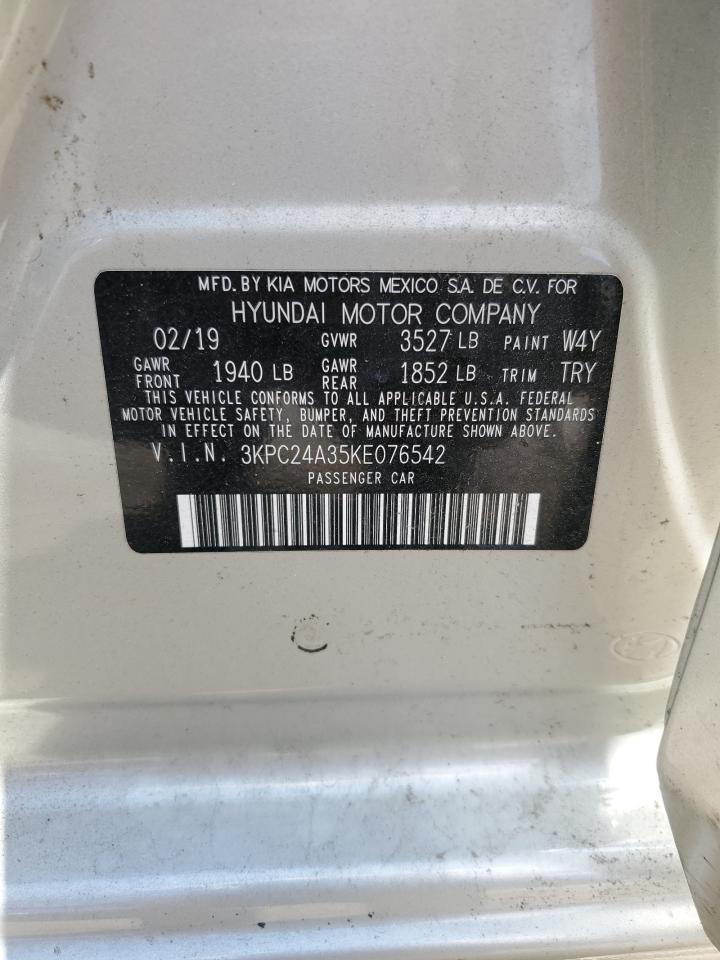 MFD. BY KIA MOTORS MEXICO S.A. DE C.V. FOR
HYUNDAI MOTOR COMPANY
02/19 GVWR 3527 LB PAINT W4Y
GAWR FRONT 1940 LB GAWR REAR 1852 LB TRIM TRY
THIS VEHICLE CONFORMS TO ALL APPLICABLE U.S.A. FEDERAL
MOTOR VEHICLE SAFETY, BUMPER, AND THEFT PREVENTION STANDARDS
IN EFFECT ON THE DATE OF MANUFACTURE SHOWN ABOVE.
V.I.N. 3KPC24A35KE076542
PASSENGER CAR